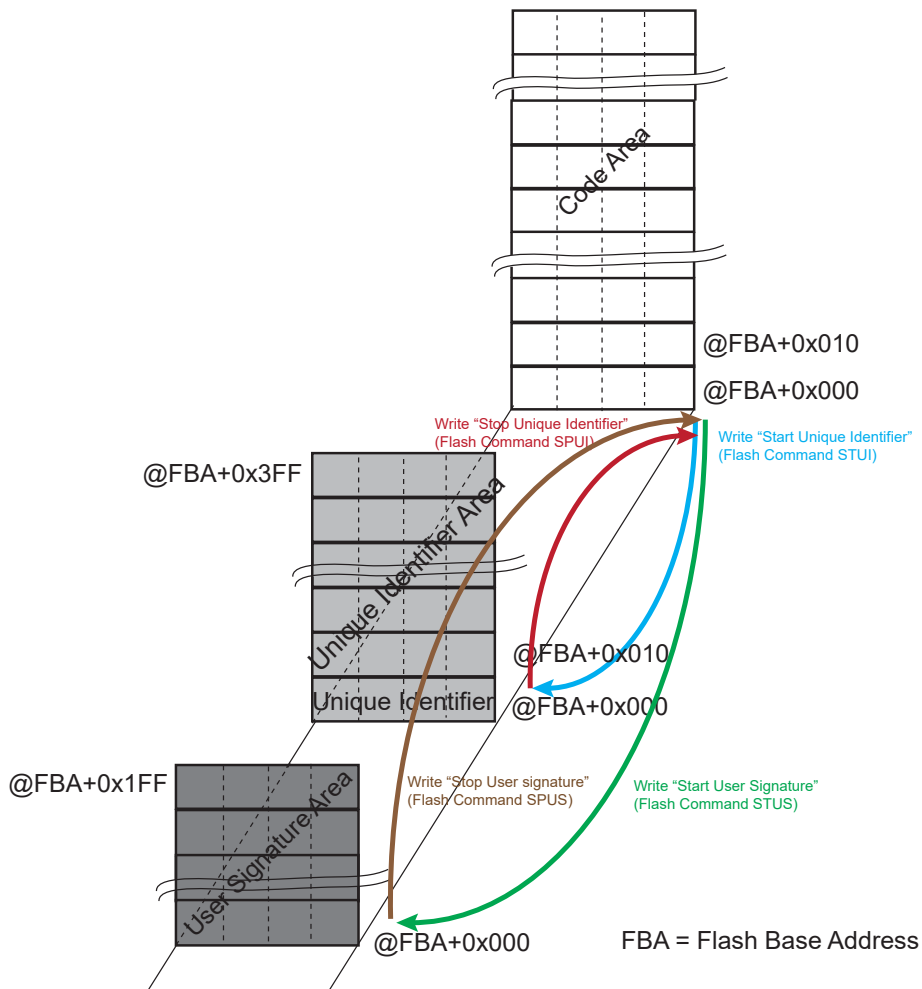 Code Area
@FBA+0x010
@FBA+0x000
Write “Stop Unique Identifier”
(Flash Command SPUI)
Write “Start Unique Identifier”
(Flash Command STUI)
@FBA+0x3FF
Unique Identifier Area
@FBA+0x010
Unique Identifier
@FBA+0x000
@FBA+0x1FF
Write “Stop User signature”
(Flash Command SPUS)
Write “Start User Signature”
(Flash Command STUS)
User Signature Area
@FBA+0x000
FBA = Flash Base Address